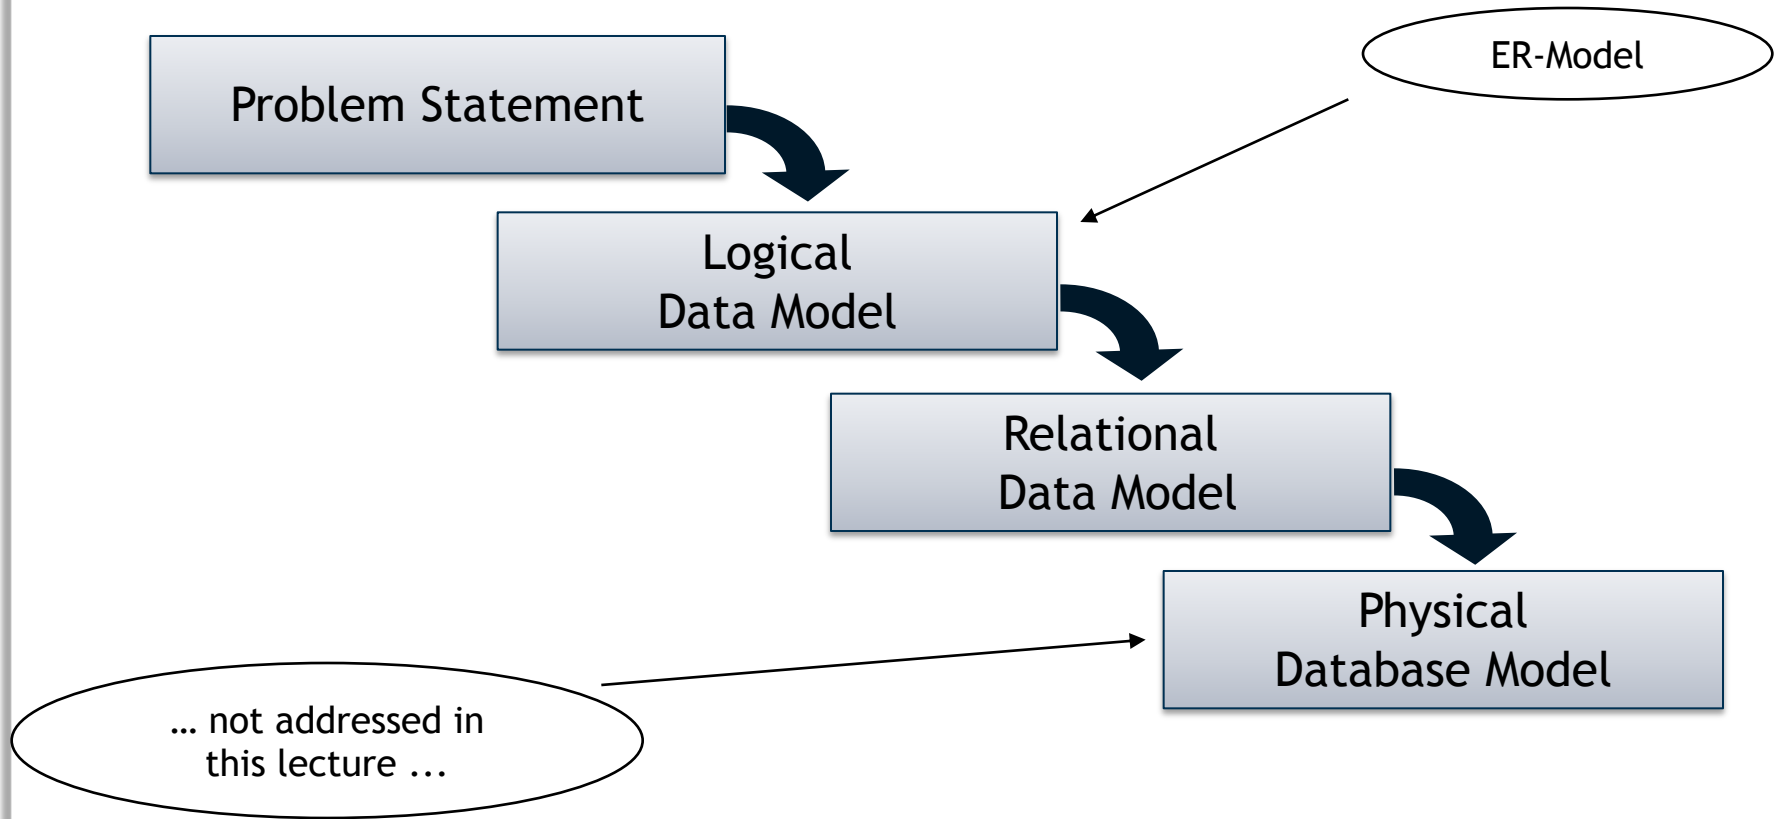 ER-Model
Problem Statement
Logical
Data Model
Relational
Data Model
Physical
Database Model
… not addressed in
this lecture ...